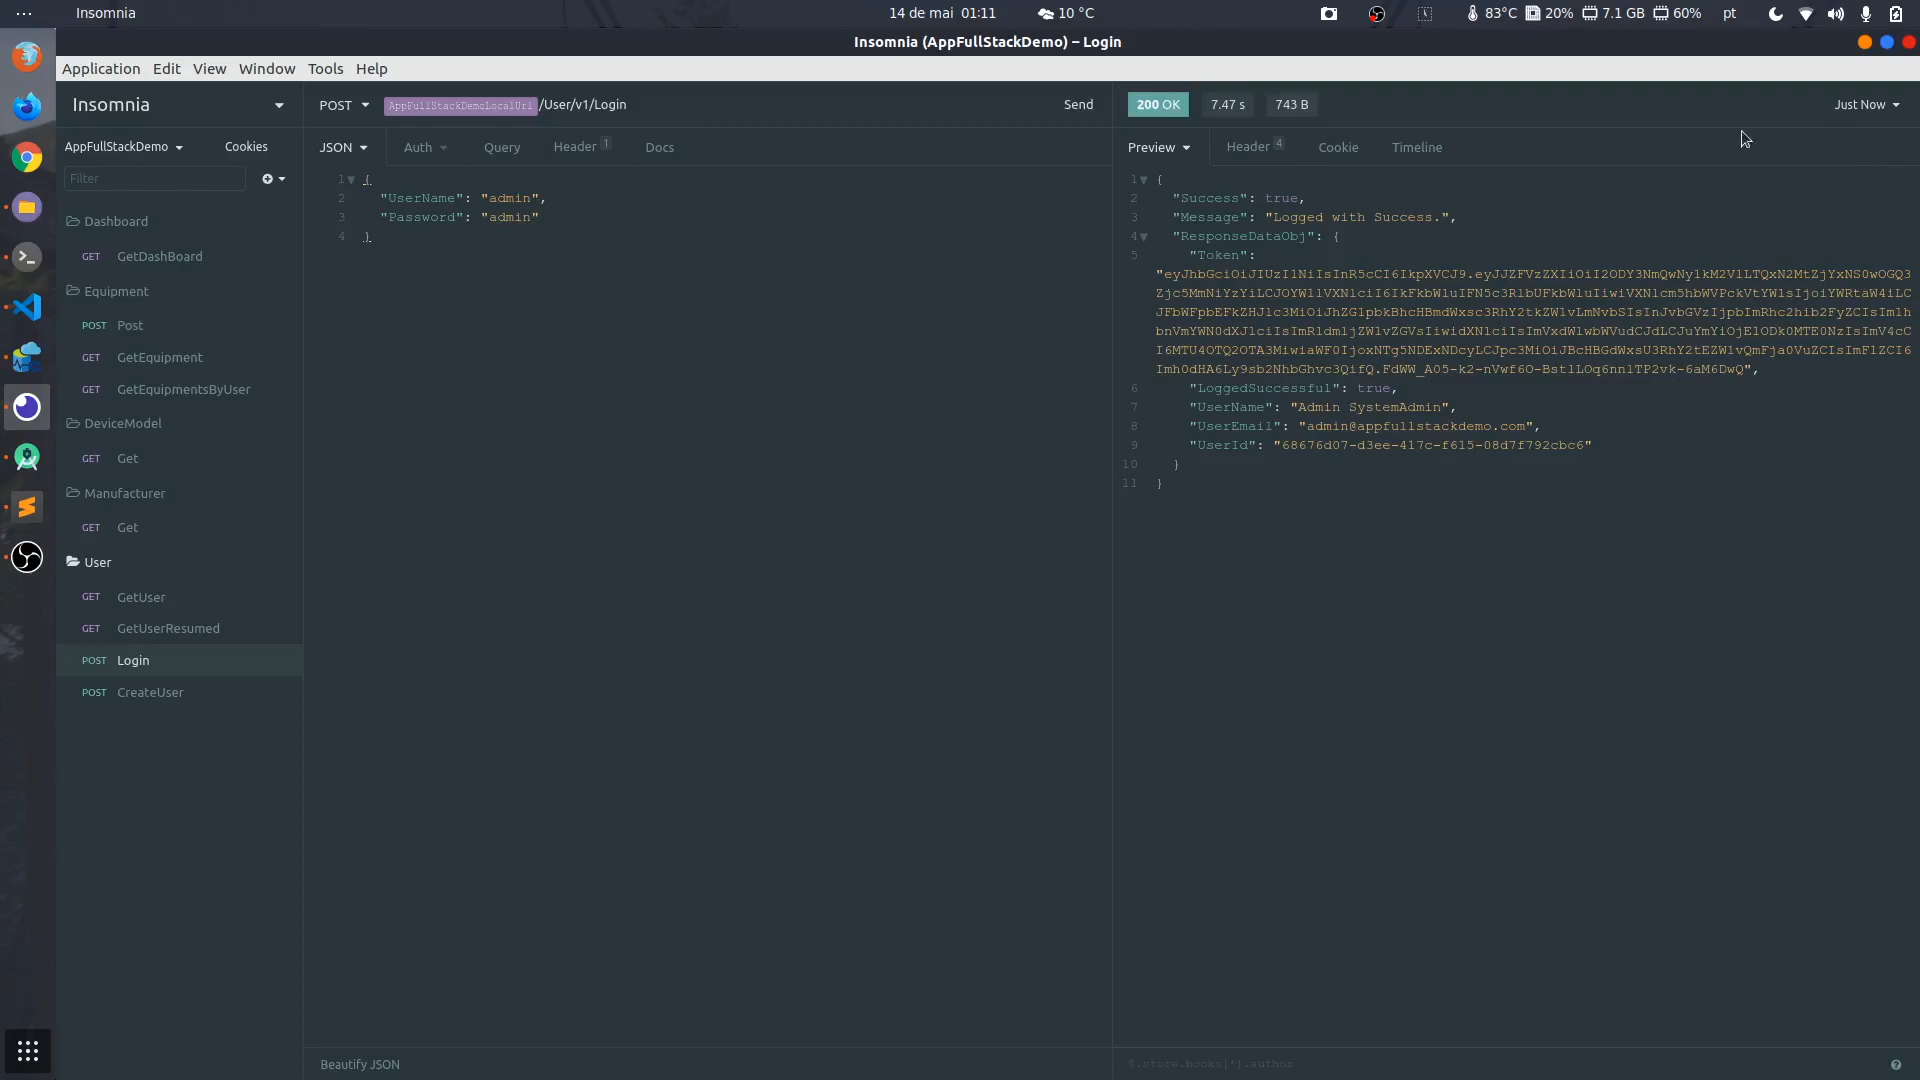 Insomnia
14 de mai 01:11
10 °C
83°C 20% 7.1 GB 60% pt
Insomnia (AppFullStackDemo) – Login
Application Edit View Window Tools Help
Insomnia
POST AppFullStackDemoLocalUrl /User/v1/Login Send
200 OK 7.47 s 743 B Just Now
AppFullStackDemo Cookies
JSON Auth Query Header 1 Docs
Preview Header 4 Cookie Timeline
Filter
Dashboard
GET GetDashBoard
Equipment
POST Post
GET GetEquipment
GET GetEquipmentsByUser
DeviceModel
GET Get
Manufacturer
GET Get
User
GET GetUser
GET GetUserResumed
POST Login
POST CreateUser
1 {
2 "UserName": "admin",
3 "Password": "admin"
4 }
1 {
2 "Success": true,
3 "Message": "Logged with Success.",
4 "ResponseDataObj": {
5 "Token":
6 "LoggedSuccessful": true,
7 "UserName": "Admin SystemAdmin",
8 "UserEmail": "admin@appfullstackdemo.com",
9 "UserId": "68676d07-d3ee-417c-f615-08d7f792cbc6"
10 }
11 }
Beautify JSON
$.store.books[*].author